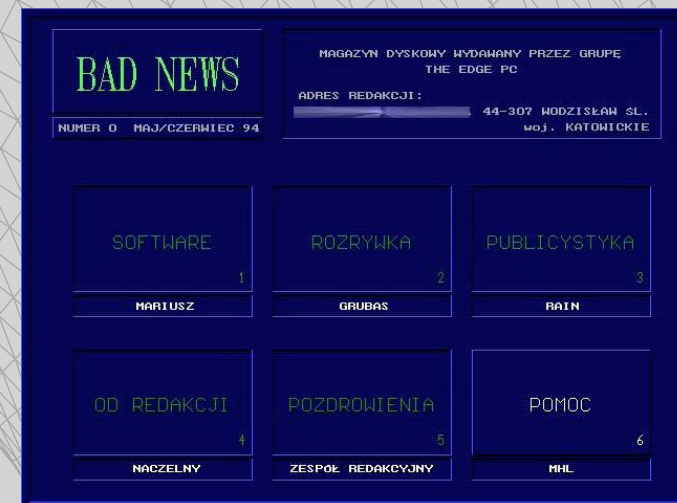 BAD NEWS
NUMER 0 MAJ/CZERWIEC 94
MAGAZYN DYSKOWY WYDAWANY PRZEZ GRUPĘ
THE EDGE PC
ADRES REDAKCJI:
, 44-307 WODZISŁAW ŚL.
woj. KATOWICKIE
SOFTWARE
1
MARIUSZ
ROZRYWKA
2
GRUBAS
PUBLICYSTYKA
3
RAIN
OD REDAKCJI
4
NACZELNY
POZDROWIENIA
5
ZESPÓŁ REDAKCYJNY
POMOC
6
MHL